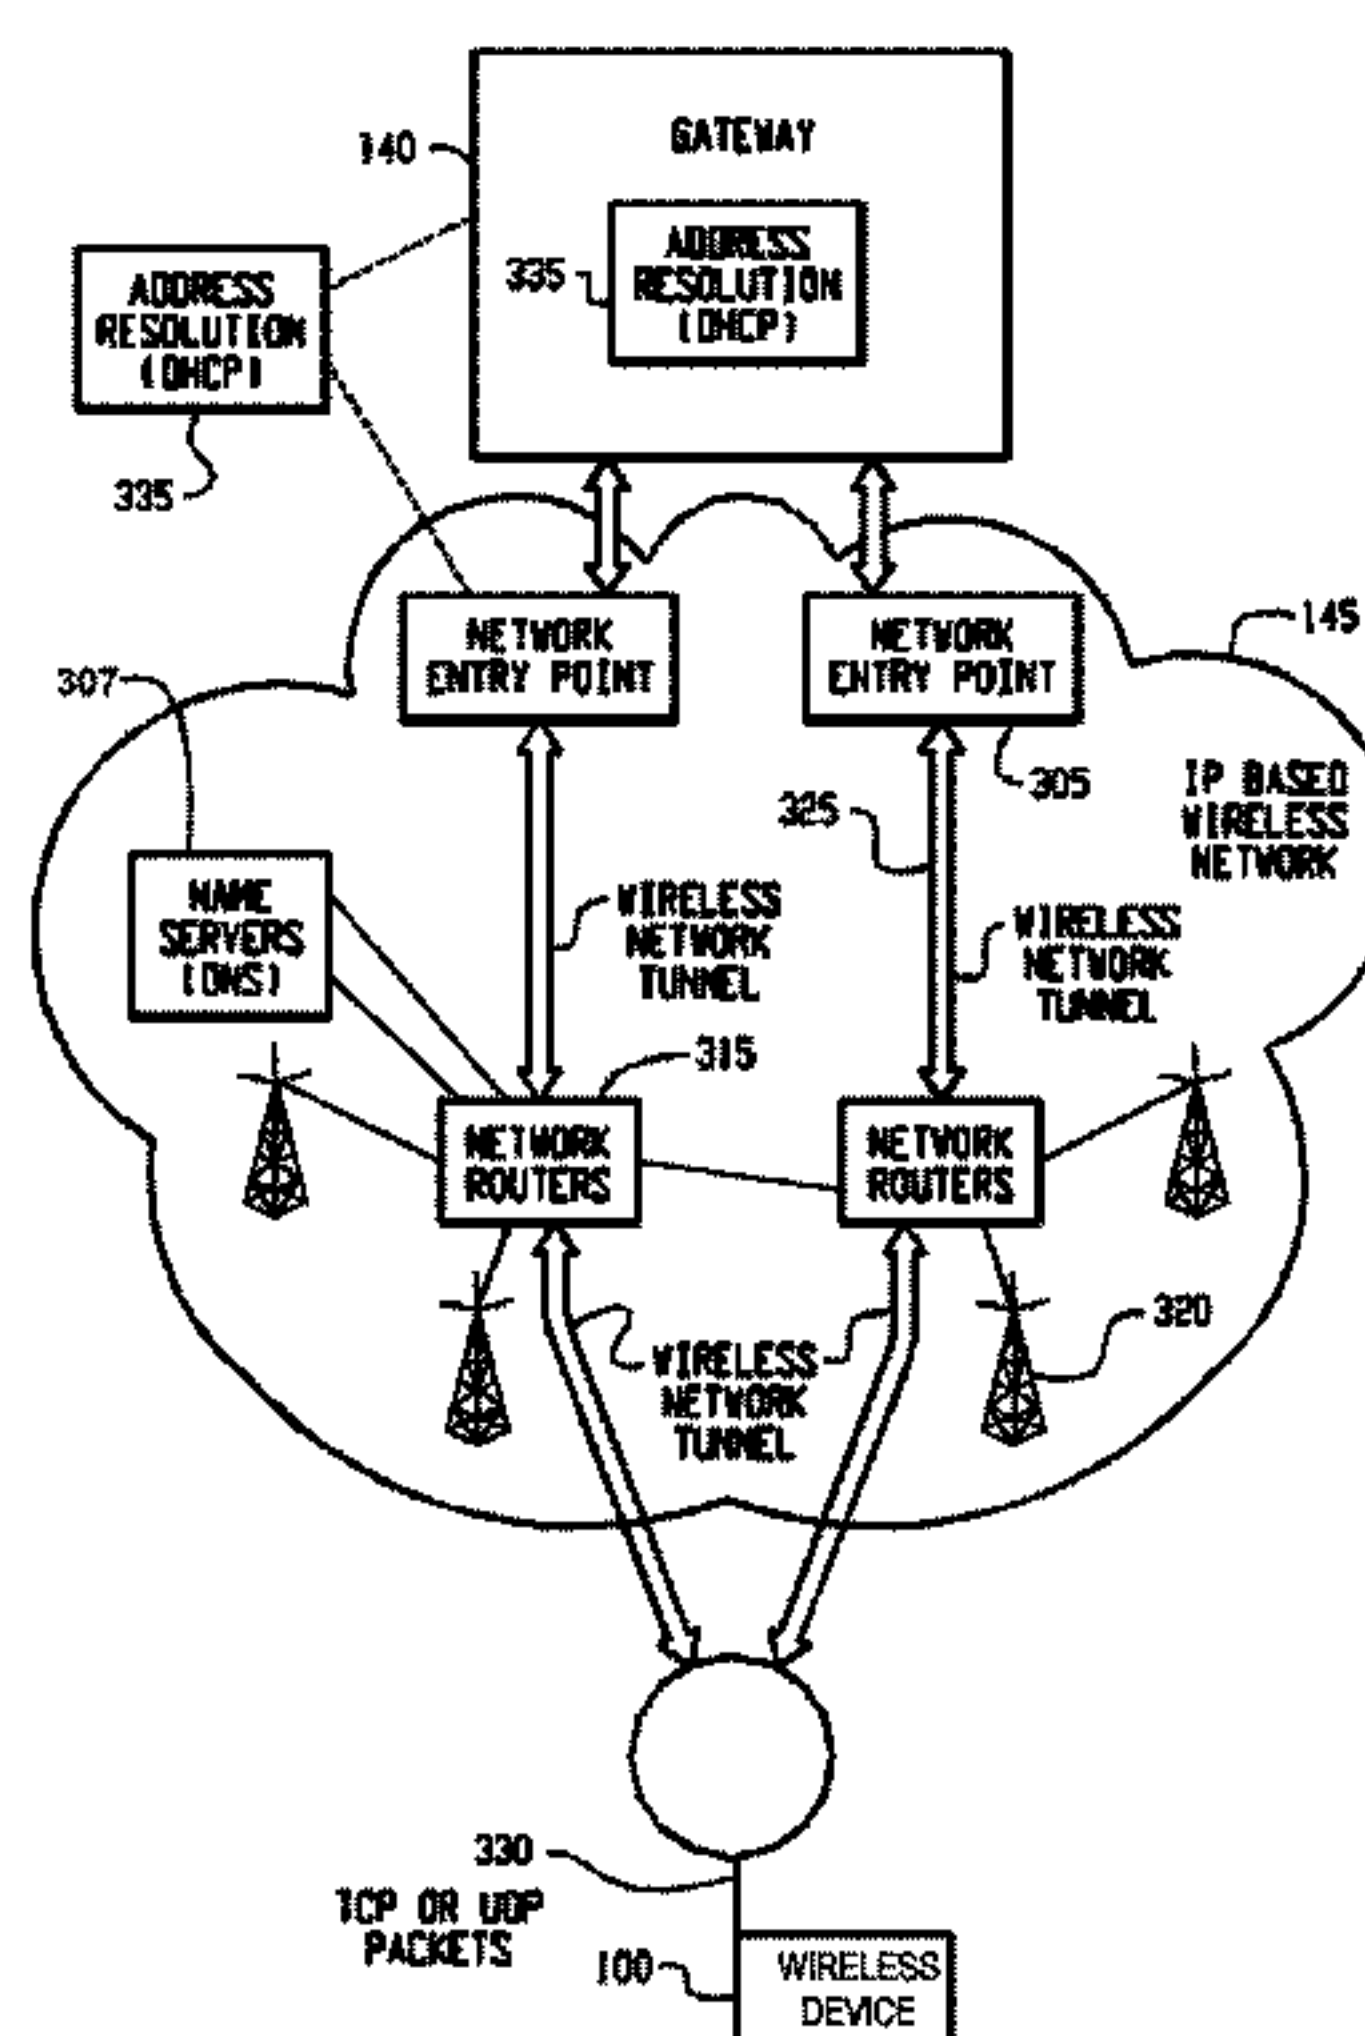 GATEWAY
140
ADDRESS
RESOLUTION
(DHCP)
335
ADDRESS
RESOLUTION
(DHCP)
335
NETWORK
ENTRY POINT
NETWORK
ENTRY POINT
145
307
305
IP BASED
WIRELESS
NETWORK
325
NAME
SERVERS
(DNS)
WIRELESS
NETWORK
TUNNEL
WIRELESS
NETWORK
TUNNEL
315
NETWORK
ROUTERS
NETWORK
ROUTERS
320
WIRELESS
NETWORK
TUNNEL
330
TCP OR UDP
PACKETS
100
WIRELESS
DEVICE